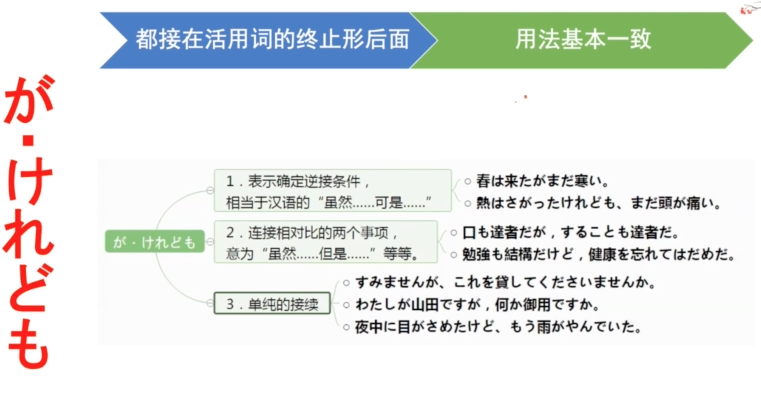 都接在活用词的终止形后面
用法基本一致
が・けれども
が・けれども
1．表示确定逆接条件，
相当于汉语的“虽然......可是......”
○ 春は来たがまだ寒い。
○ 熱はさがったけれども、まだ頭が痛い。
2．连接相对比的两个事项，
意为“虽然......但是......”等等。
○ 口も達者だが，することも達者だ。
○ 勉強も結構だけど，健康を忘れてはだめだ。
3．单纯的接续
○ すみませんが、これを貸してくださいませんか。
○ わたしが山田ですが，何か御用ですか。
○ 夜中に目がさめたけど、もう雨がやんでいた。